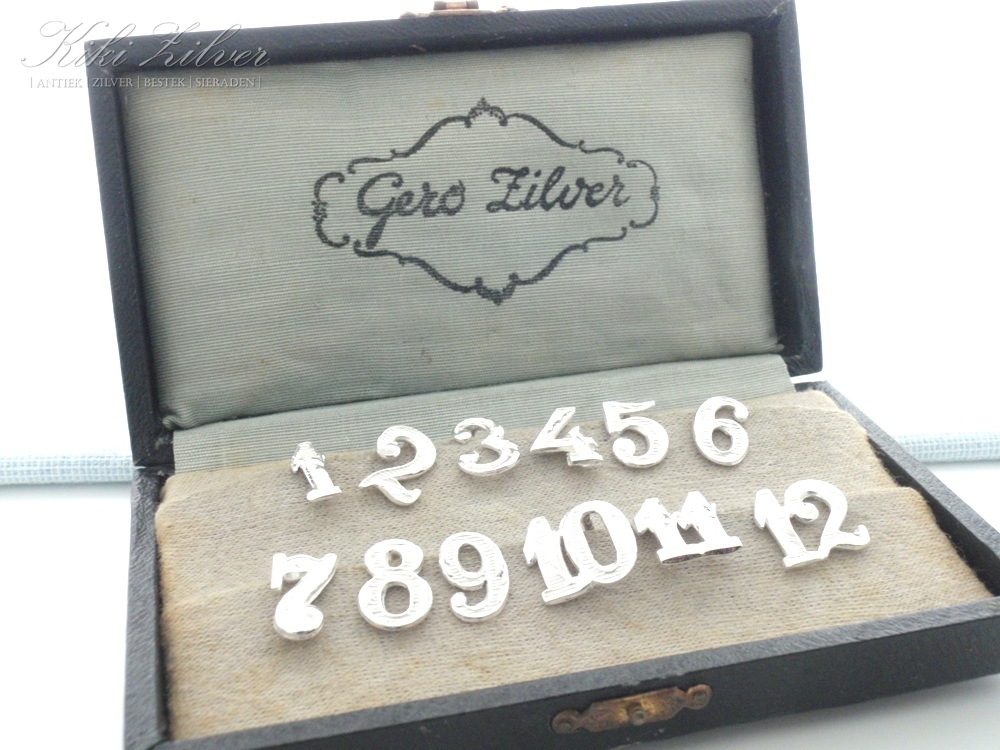 Kiki Zilver
| ANTIEK | ZILVER | BESTEK | SIERADEN |
Gero Zilver
1 2 3 4 5 6
7 8 9 10 11 12